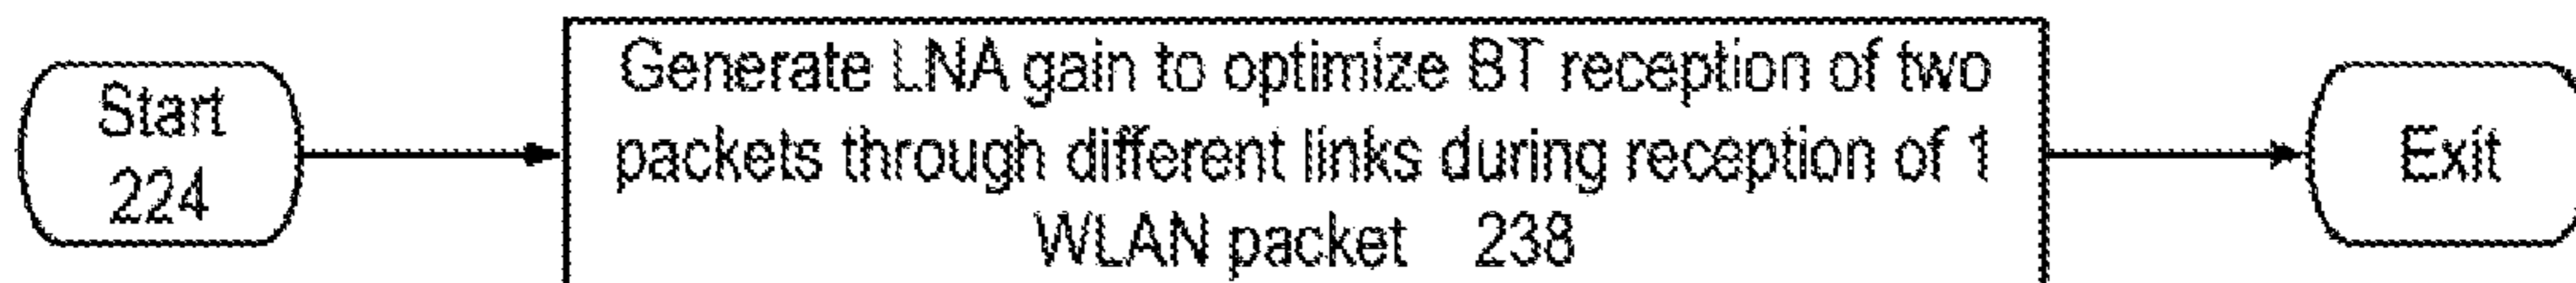 Start
224
Generate LNA gain to optimize BT reception of two
packets through different links during reception of 1
WLAN packet 238
Exit